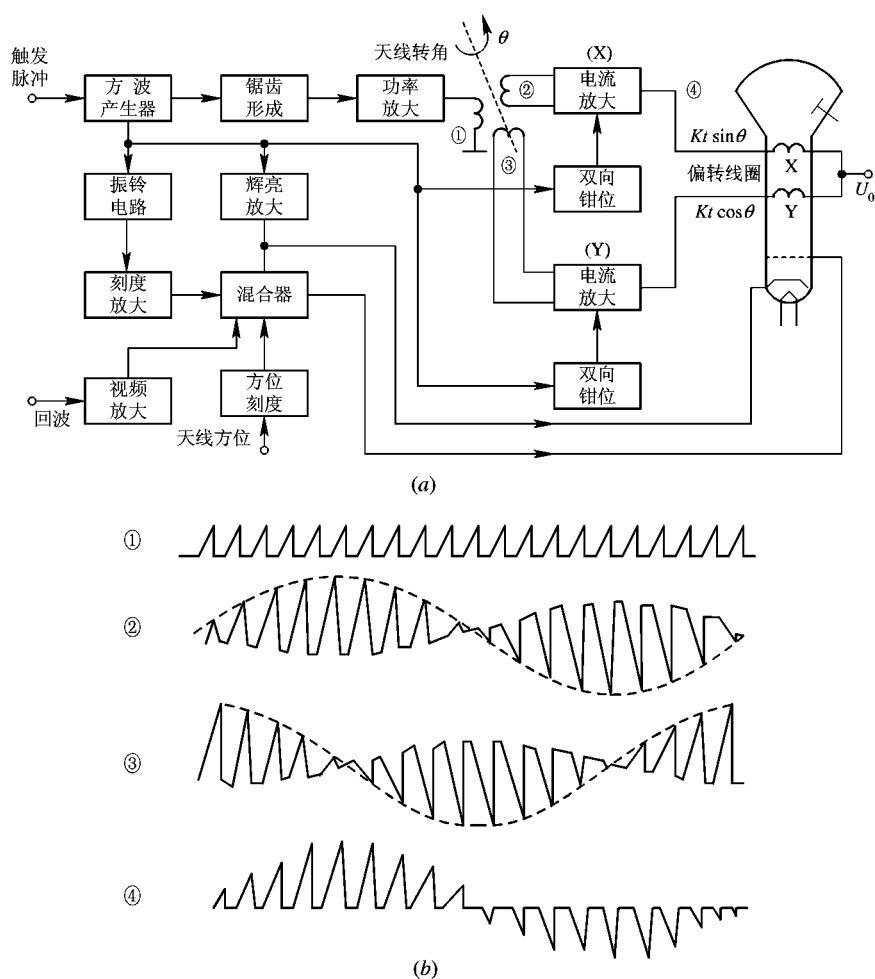 触发
脉冲
方 波
产生器
锯齿
形成
功率
放大
天线转角
θ
①
②
③
(X)
电流
放大
④
Kt sinθ
X
偏转线圈
Y
U₀
Kt cosθ
振铃
电路
辉亮
放大
双向
钳位
(Y)
电流
放大
刻度
放大
混合器
双向
钳位
视频
放大
方位
刻度
回波
天线方位
(a)
①
②
③
④
(b)